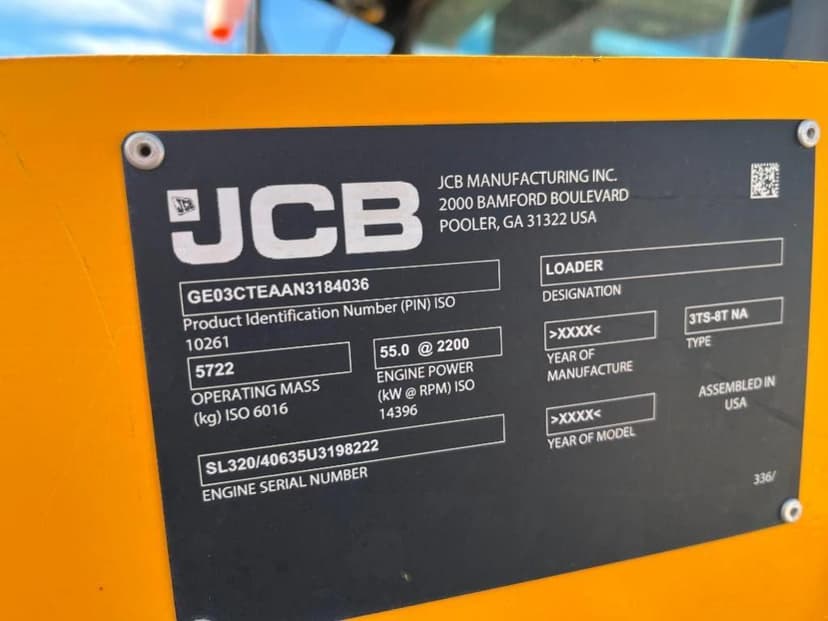 JCB
JCB MANUFACTURING INC.
2000 BAMFORD BOULEVARD
POOLER, GA 31322 USA
GE03CTEAAN3184036
Product Identification Number (PIN) ISO
10261
LOADER
DESIGNATION
5722
OPERATING MASS
(kg) ISO 6016
55.0 @ 2200
ENGINE POWER
(kW @ RPM) ISO
14396
>XXXX<
YEAR OF
MANUFACTURE
3TS-8T NA
TYPE
>XXXX<
YEAR OF MODEL
ASSEMBLED IN
USA
SL320/40635U3198222
ENGINE SERIAL NUMBER
336/